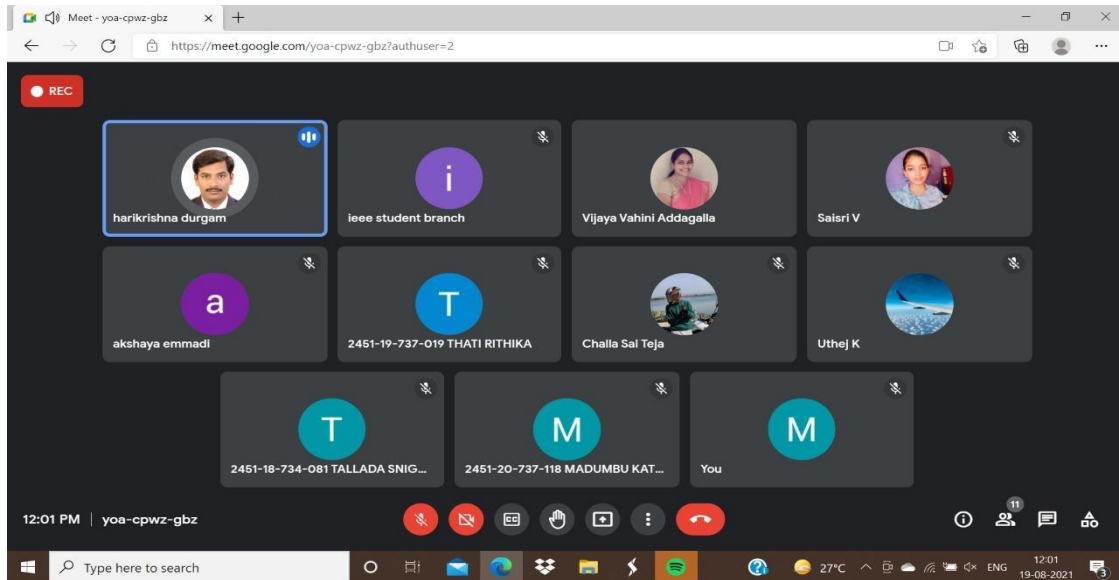 Meet - yoa-cpwz-gbz
https://meet.google.com/yoa-cpwz-gbz?authuser=2
REC
harikrishna durgam
i
ieee student branch
Vijaya Vahini Addagalla
Saisri V
a
akshaya emmadi
T
2451-19-737-019 THATI RITHIKA
Challa Sai Teja
Uthej K
T
2451-18-734-081 TALLADA SNIG...
M
2451-20-737-118 MADUMBU KAT...
M
You
12:01 PM | yoa-cpwz-gbz
CC
11
Type here to search
27°C
ENG
12:01
19-08-2021
3